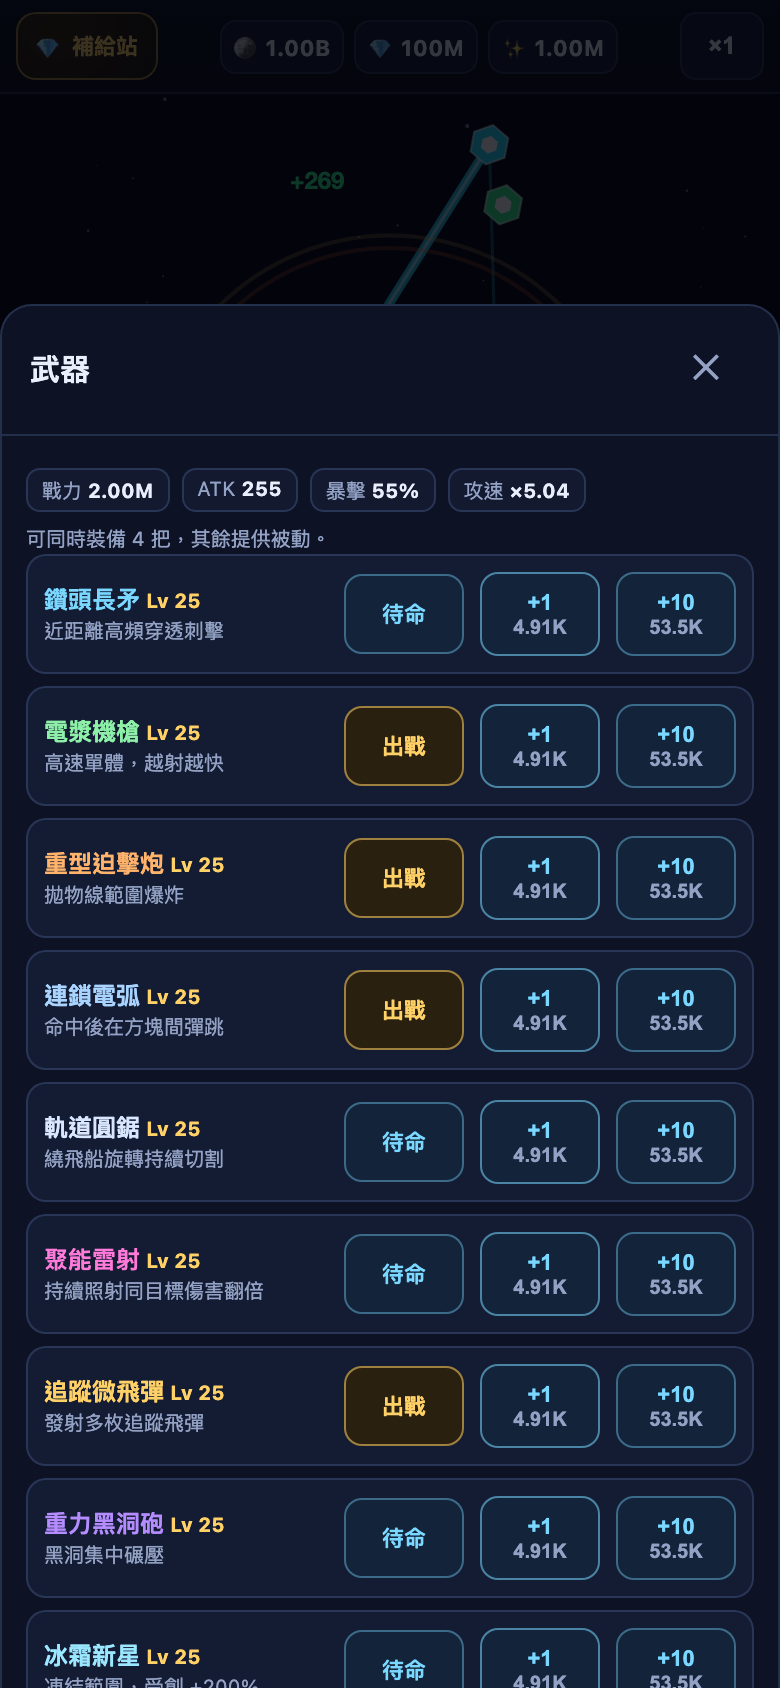 補給站
1.00B
100M
1.00M
×1
+269
武器
戰力 2.00M
ATK 255
暴擊 55%
攻速 ×5.04
可同時裝備 4 把，其餘提供被動。
鑽頭長矛 Lv 25
近距離高頻穿透刺擊
待命
+1
4.91K
+10
53.5K
電漿機槍 Lv 25
高速單體，越射越快
出戰
+1
4.91K
+10
53.5K
重型迫擊炮 Lv 25
拋物線範圍爆炸
出戰
+1
4.91K
+10
53.5K
連鎖電弧 Lv 25
命中後在方塊間彈跳
出戰
+1
4.91K
+10
53.5K
軌道圓鋸 Lv 25
繞飛船旋轉持續切割
待命
+1
4.91K
+10
53.5K
聚能雷射 Lv 25
持續照射同目標傷害翻倍
待命
+1
4.91K
+10
53.5K
追蹤微飛彈 Lv 25
發射多枚追蹤飛彈
出戰
+1
4.91K
+10
53.5K
重力黑洞砲 Lv 25
黑洞集中碾壓
待命
+1
4.91K
+10
53.5K
冰霜新星 Lv 25
凍結範圍，受創 +200%
待命
+1
4.91K
+10
53.5K